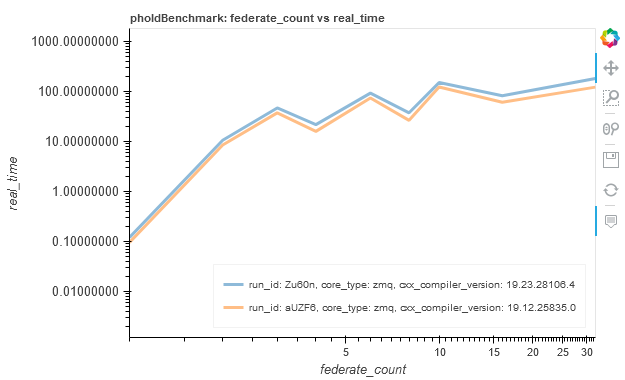 pholdBenchmark: federate_count vs real_time
1000.00000000
100.00000000
10.00000000
1.00000000
0.10000000
0.01000000
real_time
run_id: Zu60n, core_type: zmq, cxx_compiler_version: 19.23.28106.4
run_id: aUZF6, core_type: zmq, cxx_compiler_version: 19.12.25835.0
5 10 15 20 25 30
federate_count